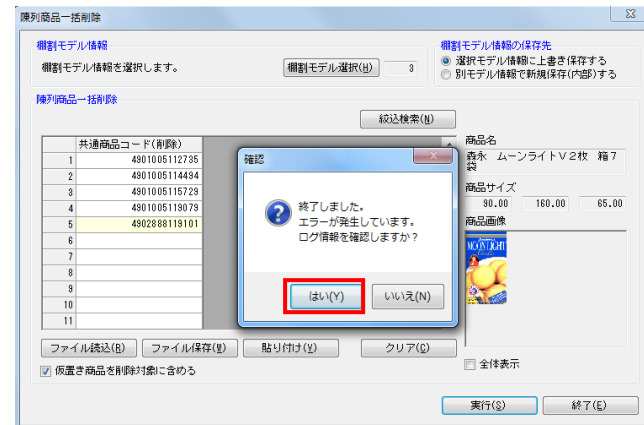 陳列商品一括削除
棚割モデル情報
棚割モデル情報を選択します。
棚割モデル選択(H)
3
棚割モデル情報の保存先
選択モデル情報に上書き保存する
別モデル情報で新規保存(内部)する
陳列商品一括削除
絞込検索(N)
共通商品コード(削除)
1 4901005112735
2 4901005114494
3 4901005115729
4 4901005119079
5 4902888119101
6
7
8
9
10
11
確認
終了しました。
エラーが発生しています。
ログ情報を確認しますか？
はい(Y)
いいえ(N)
商品名
森永 ムーンライトV2枚 箱7
袋
商品サイズ
90.00 160.00 65.00
商品画像
MOONLIGHT
全体表示
ファイル読込(R)
ファイル保存(W)
貼り付け(V)
クリア(C)
仮置き商品を削除対象に含める
実行(S)
終了(E)